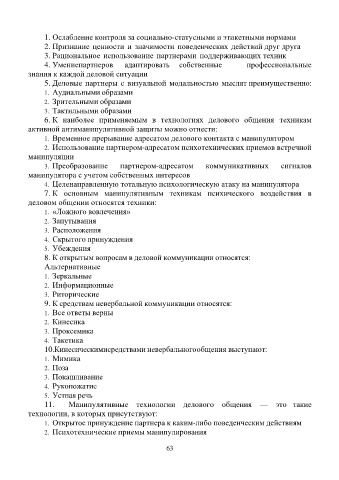 1. Ослабление контроля за социально-статусными и этикетными нормами
2. Признание ценности и значимости поведенческих действий друг друга
3. Рациональное использование партнерами поддерживающих техник
4. Умениепартнеров адаптировать собственные профессиональные
знания к каждой деловой ситуации
5. Деловые партнеры с визуальной модальностью мыслят преимущественно:
1. Аудиальными образами
2. Зрительными образами
3. Тактильными образами
6. К наиболее применяемым в технологиях делового общения техникам
активной антиманипулятивной защиты можно отнести:
1. Временное прерывание адресатом делового контакта с манипулятором
2. Использование партнером-адресатом психотехнических приемов встречной
манипуляции
3. Преобразование партнером-адресатом коммуникативных сигналов
манипулятора с учетом собственных интересов
4. Целенаправленную тотальную психологическую атаку на манипулятора
7. К основным манипулятивным техникам психического воздействия в
деловом общении относятся техники:
1. «Ложного вовлечения»
2. Запутывания
3. Расположения
4. Скрытого принуждения
5. Убеждения
8. К открытым вопросам в деловой коммуникации относятся:
Альтернативные
1. Зеркальные
2. Информационные
3. Риторические
9. К средствам невербальной коммуникации относятся:
1. Все ответы верны
2. Кинесика
3. Проксемика
4. Такетика
10.Кинесическимисредствами невербальногообщения выступают:
1. Мимика
2. Поза
3. Покашливание
4. Рукопожатие
5. Устная речь
11. Манипулятивные технологии делового общения — это такие
технологии, в которых присутствуют:
1. Открытое принуждение партнера к каким-либо поведенческим действиям
2. Психотехнические приемы манипулирования
63